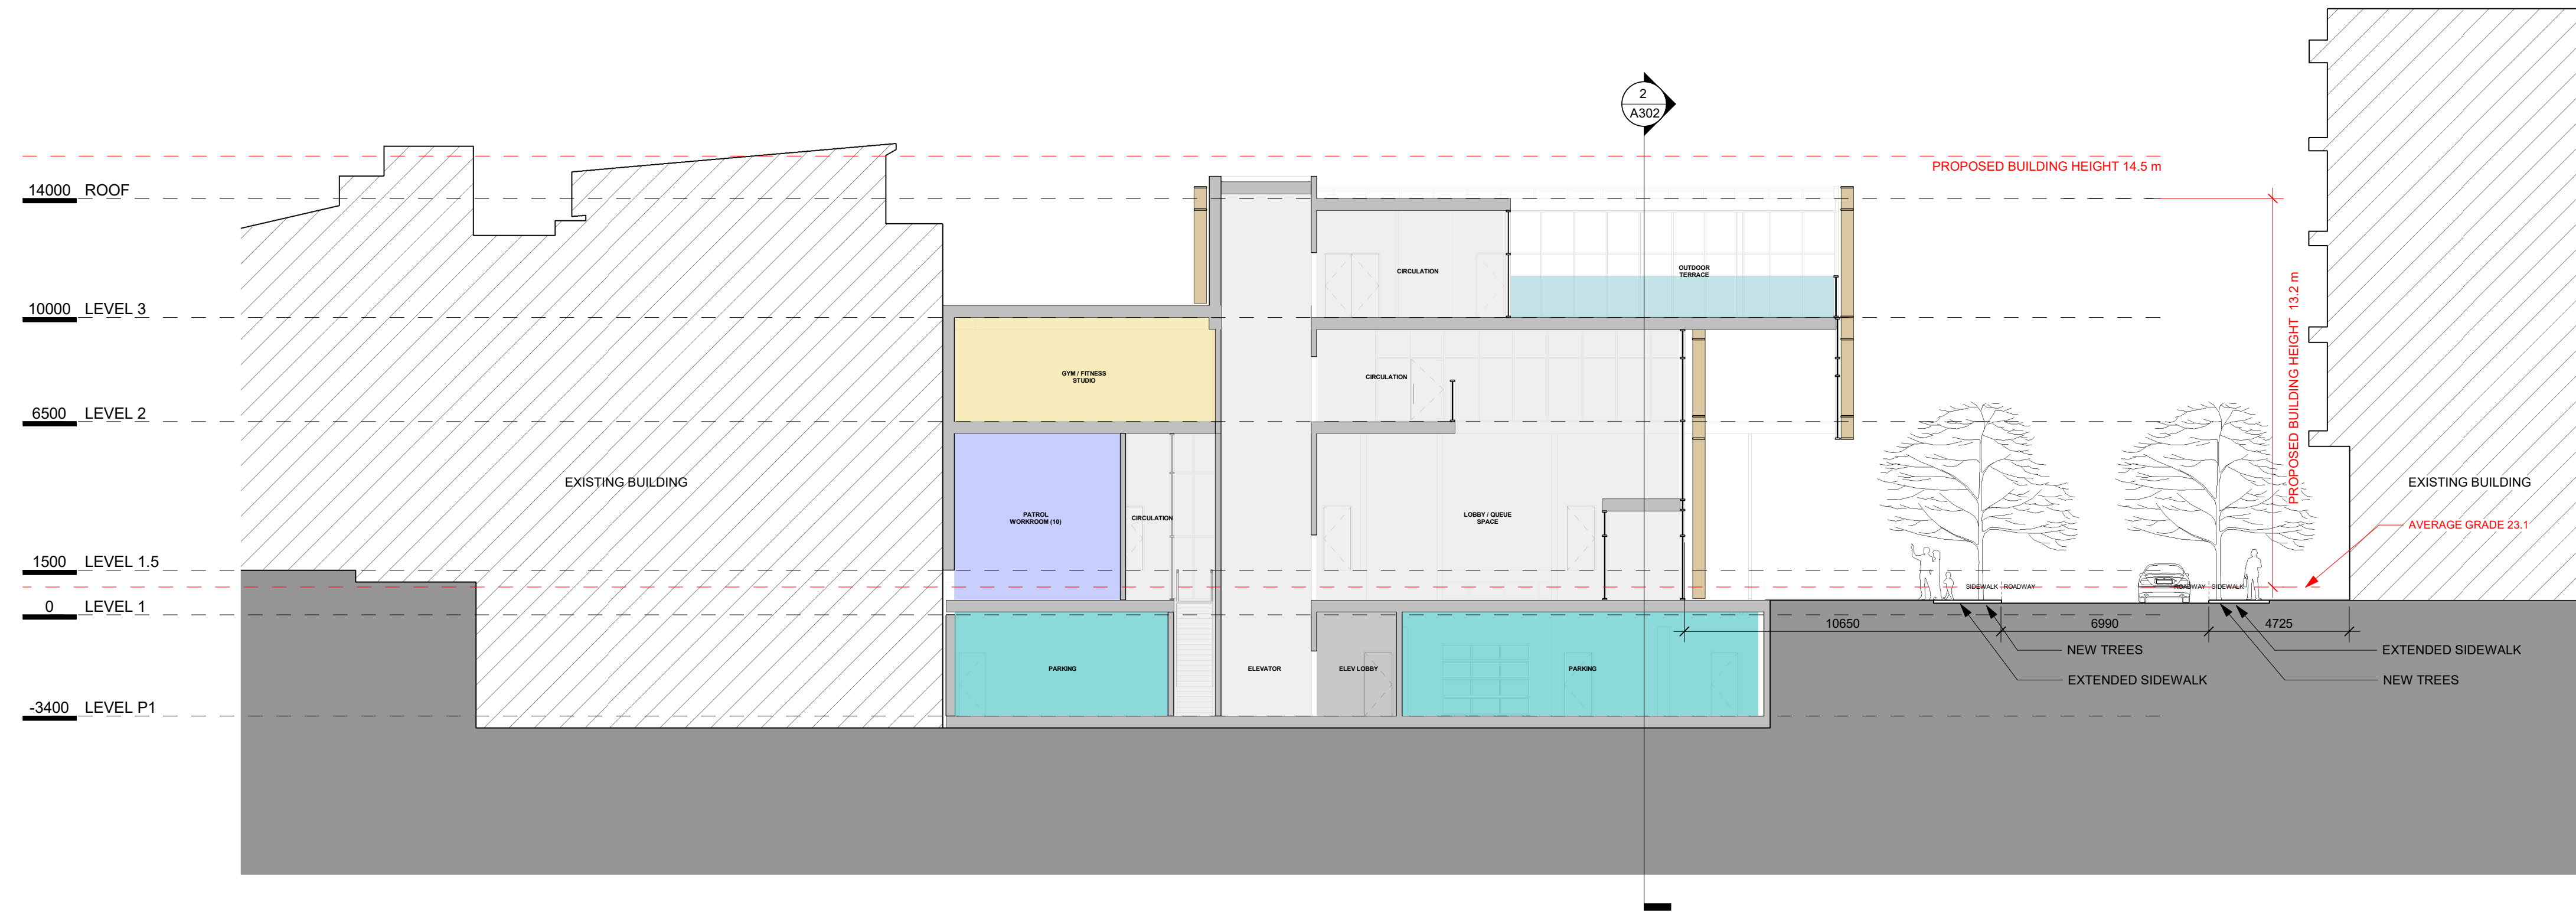 2
A302
PROPOSED BUILDING HEIGHT 14.5 m
14000 ROOF
CIRCULATION
OUTDOOR
TERRACE
PROPOSED BUILDING HEIGHT 13.2 m
10000 LEVEL 3
GYM / FITNESS
STUDIO
CIRCULATION
6500 LEVEL 2
EXISTING BUILDING
EXISTING BUILDING
PATROL
WORKROOM (10)
CIRCULATION
LOBBY / QUEUE
SPACE
AVERAGE GRADE 23.1
1500 LEVEL 1.5
SIDEWALK ROADWAY
ROADWAY SIDEWALK
0 LEVEL 1
10650
6990
4725
NEW TREES
EXTENDED SIDEWALK
PARKING
ELEVATOR
ELEV LOBBY
PARKING
EXTENDED SIDEWALK
NEW TREES
-3400 LEVEL P1